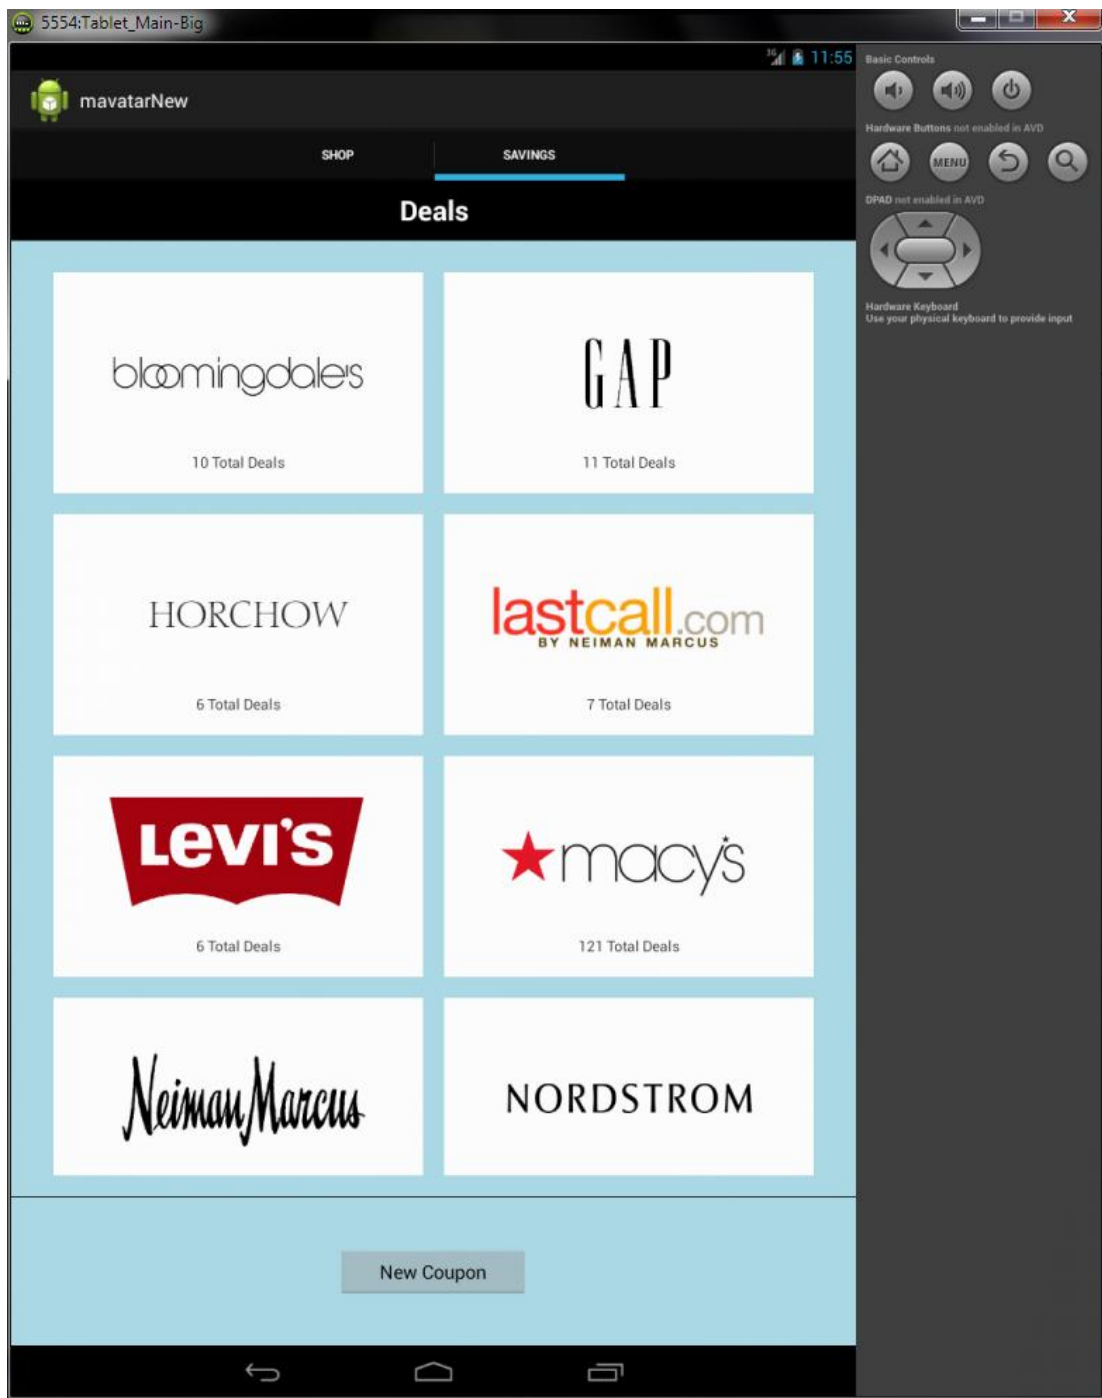 5554:Tablet_Main-Big
3G 11:55
mavatarNew
SHOP SAVINGS
Deals
bloomingdale's
10 Total Deals
GAP
11 Total Deals
HORCHOW
6 Total Deals
lastcall.com
BY NEIMAN MARCUS
7 Total Deals
LEVI'S
6 Total Deals
macy's
121 Total Deals
Neiman Marcus
NORDSTROM
New Coupon
Basic Controls
Hardware Buttons not enabled in AVD
MENU
DPAD not enabled in AVD
Hardware Keyboard
Use your physical keyboard to provide input